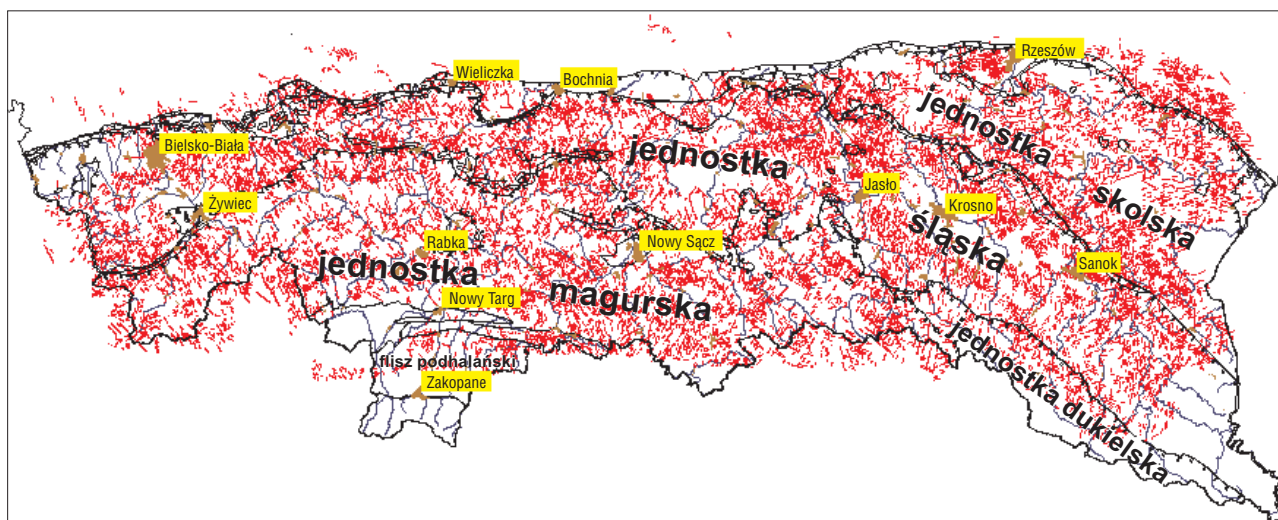 Rzeszów
Wieliczka
Bochnia
Bielsko-Biała
jednostka
skolska
jednostka
śląska
Jasło
Krosno
Żywiec
Rabka
Nowy Sącz
Sanok
jednostka
magurska
Nowy Targ
flisz podhalański
Zakopane
jednostka dukielska